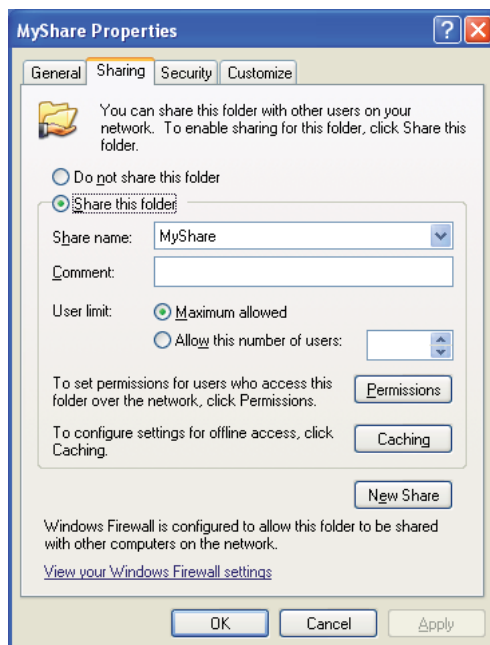 MyShare Properties
General Sharing Security Customize
You can share this folder with other users on your
network. To enable sharing for this folder, click Share this
folder.
Do not share this folder
Share this folder
Share name: MyShare
Comment:
User limit: Maximum allowed
Allow this number of users:
To set permissions for users who access this
folder over the network, click Permissions.
Permissions
To configure settings for offline access, click
Caching.
Caching
New Share
Windows Firewall is configured to allow this folder to be shared
with other computers on the network.
View your Windows Firewall settings
OK Cancel Apply